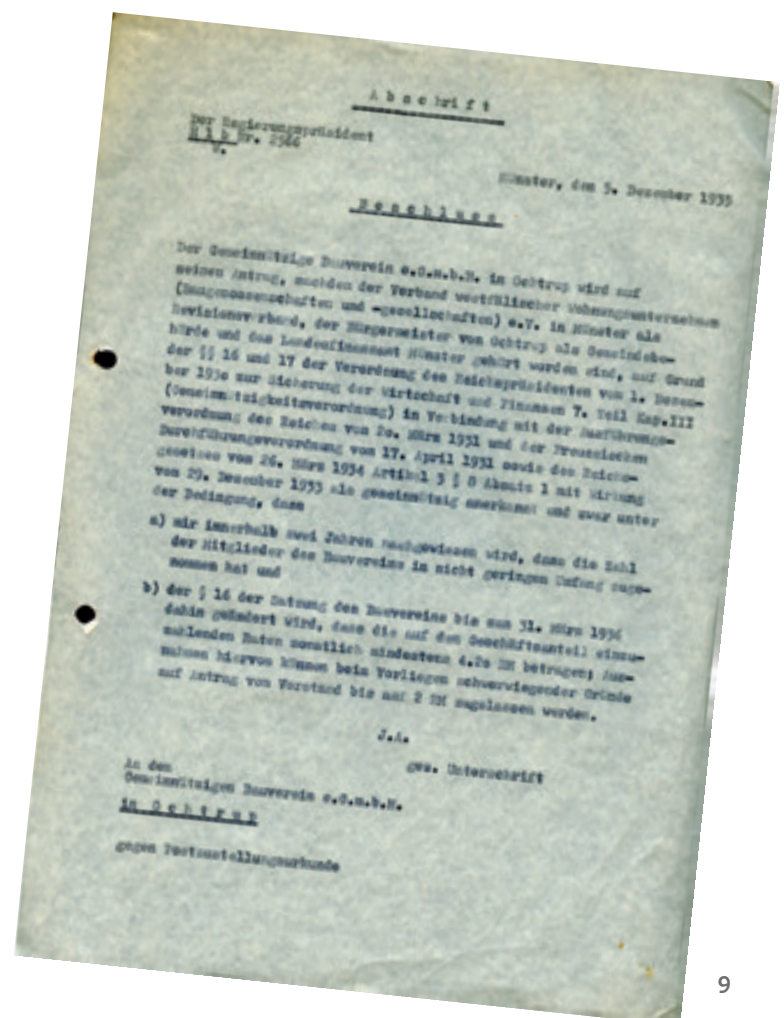 Abschrift
Der Regierungspräsident
Nr. 2566
Münster, den 5. Dezember 1935
Beschluss
Der Gemeinnützige Bauverein e.G.m.b.H. in Ochtrup wird auf
seinen Antrag, nachdem der Verband westfälischer Wohnungsunternehmen
(Baugenossenschaften und -gesellschaften) e.V. in Münster als
Revisionsverband, der Bürgermeister von Ochtrup als Gemeindebe-
hörde und das Landesfinanzamt Münster gehört worden sind, auf Grund
der §§ 16 und 17 der Verordnung des Reichspräsidenten vom 1. Dezem-
ber 1930 zur Sicherung der Wirtschaft und Finanzen 7. Teil Kap.III
(Gemeinnützigkeitsverordnung) in Verbindung mit der Ausführungs-
verordnung des Reiches vom 20. März 1931 und der Preussischen
Durchführungsverordnung vom 17. April 1931 sowie des Reichs-
gesetzes vom 26. März 1934 Artikel 3 § 8 Absatz 1 mit Wirkung
vom 29. Dezember 1933 als gemeinnützig anerkannt und zwar unter
der Bedingung, dass
a) mir innerhalb zwei Jahren nachgewiesen wird, dass die Zahl
der Mitglieder des Bauvereins in nicht geringem Umfang zuge-
nommen hat und
b) der § 16 der Satzung des Bauvereins bis zum 31. März 1936
dahin geändert wird, dass die auf den Geschäftsanteil einzu-
zahlenden Raten monatlich mindestens 4.20 RM betragen; Aus-
nahmen hiervon können beim Vorliegen schwerwiegender Gründe
auf Antrag vom Vorstand bis auf 2 RM zugelassen werden.
J.A.
gez. Unterschrift
An den
Gemeinnützigen Bauverein e.G.m.b.H.
in Ochtrup
gegen Postzustellungsurkunde
9